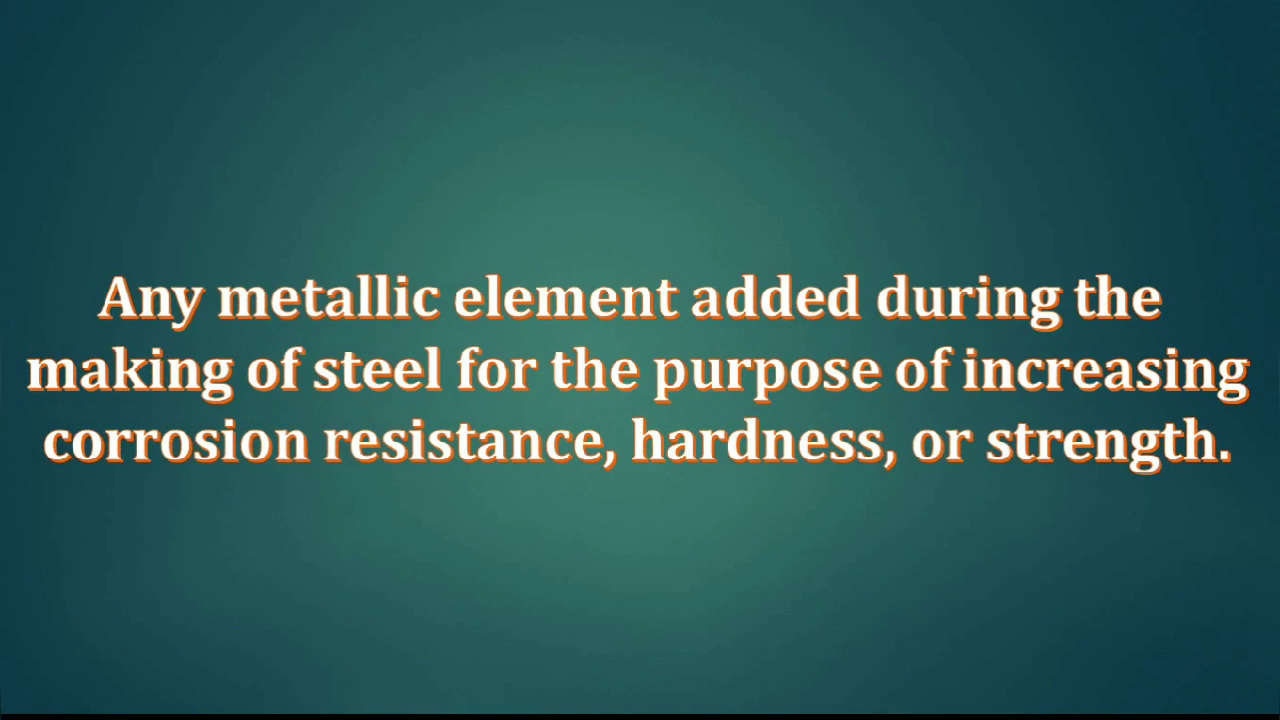 Any metallic element added during the
making of steel for the purpose of increasing
corrosion resistance, hardness, or strength.